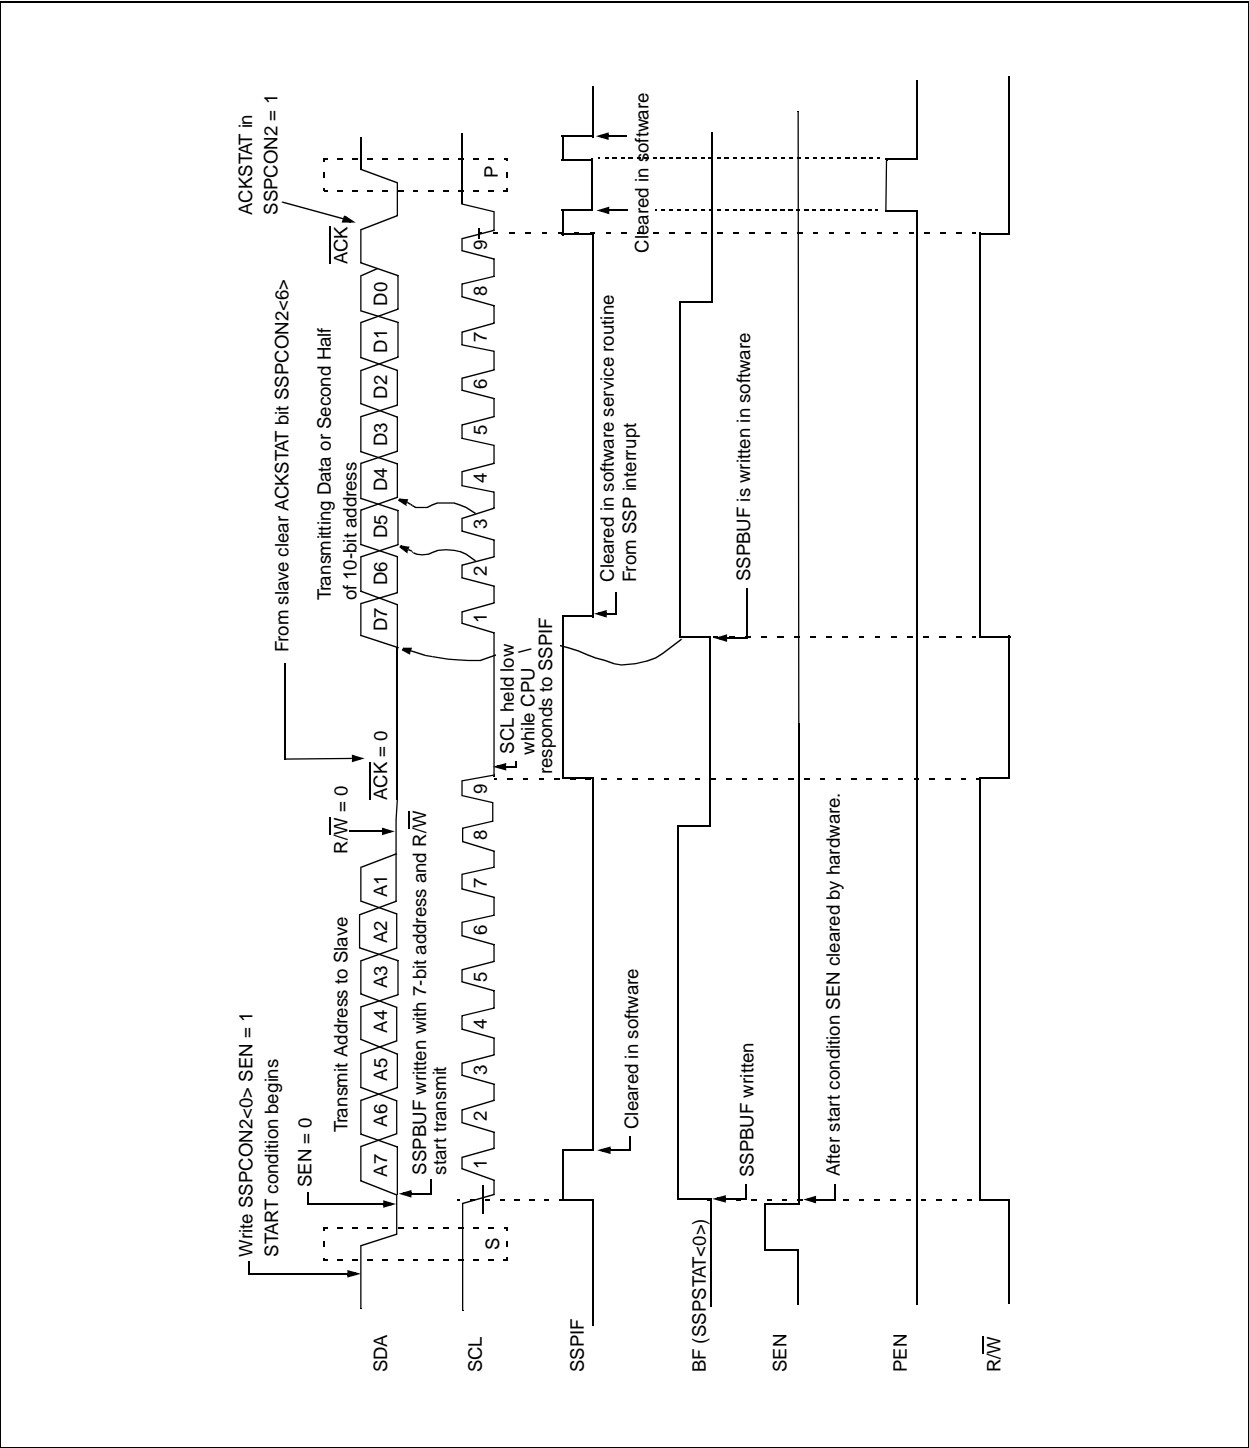 Write SSPCON2<0> SEN = 1
START condition begins
SEN = 0
Transmit Address to Slave
R/W = 0
From slave clear ACKSTAT bit SSPCON2<6>
ACK = 0
Transmitting Data or Second Half
of 10-bit address
ACKSTAT in
SSPCON2 = 1
ACK
SDA
A7 A6 A5 A4 A3 A2 A1
D7 D6 D5 D4 D3 D2 D1 D0
SSPBUF written with 7-bit address and R/W
start transmit
SCL
S
1 2 3 4 5 6 7 8 9
1 2 3 4 5 6 7 8 9
P
SCL held low
while CPU
responds to SSPIF
SSPIF
Cleared in software
Cleared in software service routine
From SSP interrupt
Cleared in software
BF (SSPSTAT<0>)
SSPBUF written
SSPBUF is written in software
SEN
After start condition SEN cleared by hardware.
PEN
R/W